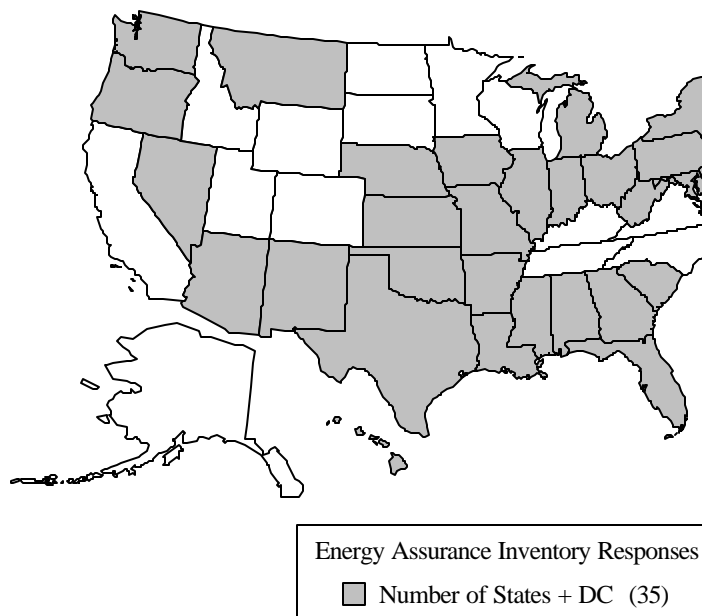 Energy Assurance Inventory Responses
Number of States + DC (35)